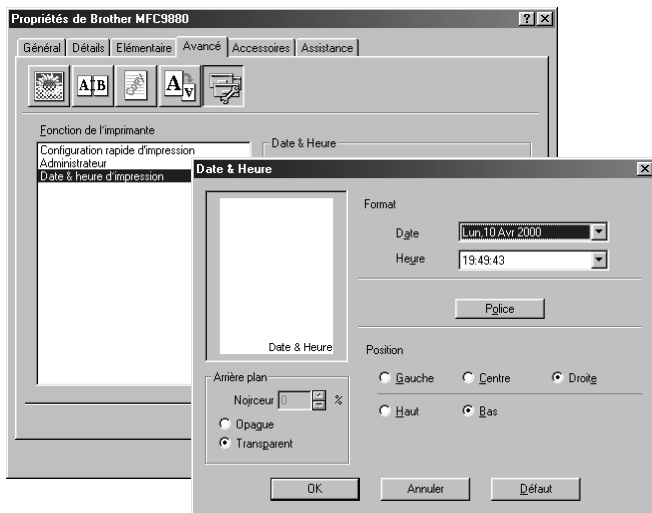 Propriétés de Brother MFC9880
Général Détails Elémentaire Avancé Accessoires Assistance
A B
A
Fonction de l'imprimante
Configuration rapide d'impression
Administrateur
Date & heure d'impression
Date & Heure
Date & Heure
Date & Heure
Format
Date Lun,10 Avr 2000
Heure 19:49:43
Police
Position
Gauche Centre Droite
Haut Bas
Arrière plan
Noirceur 0 %
Opaque
Transparent
OK Annuler Défaut